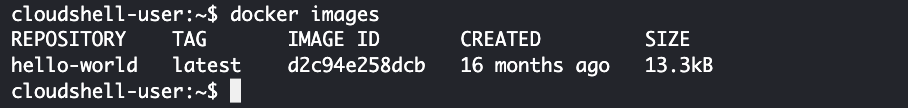 cloudshell-user:~$ docker images
REPOSITORY TAG IMAGE ID CREATED SIZE
hello-world latest d2c94e258dcb 16 months ago 13.3kB
cloudshell-user:~$